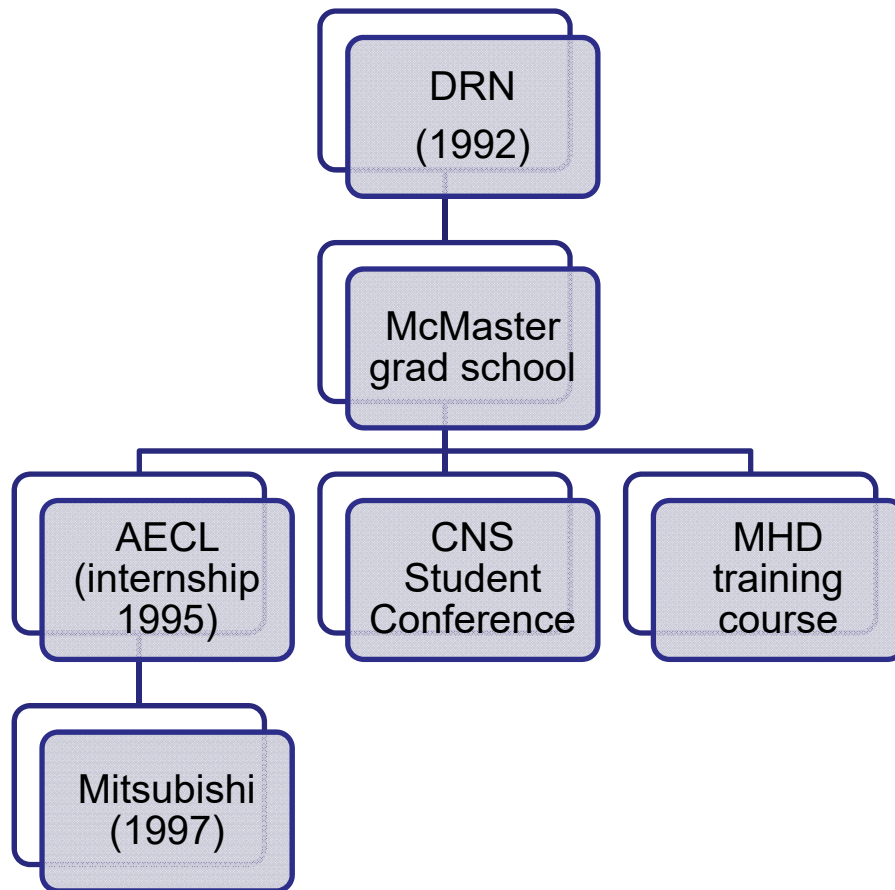 DRN
(1992)
McMaster
grad school
AECL
(internship
1995)
CNS
Student
Conference
MHD
training
course
Mitsubishi
(1997)